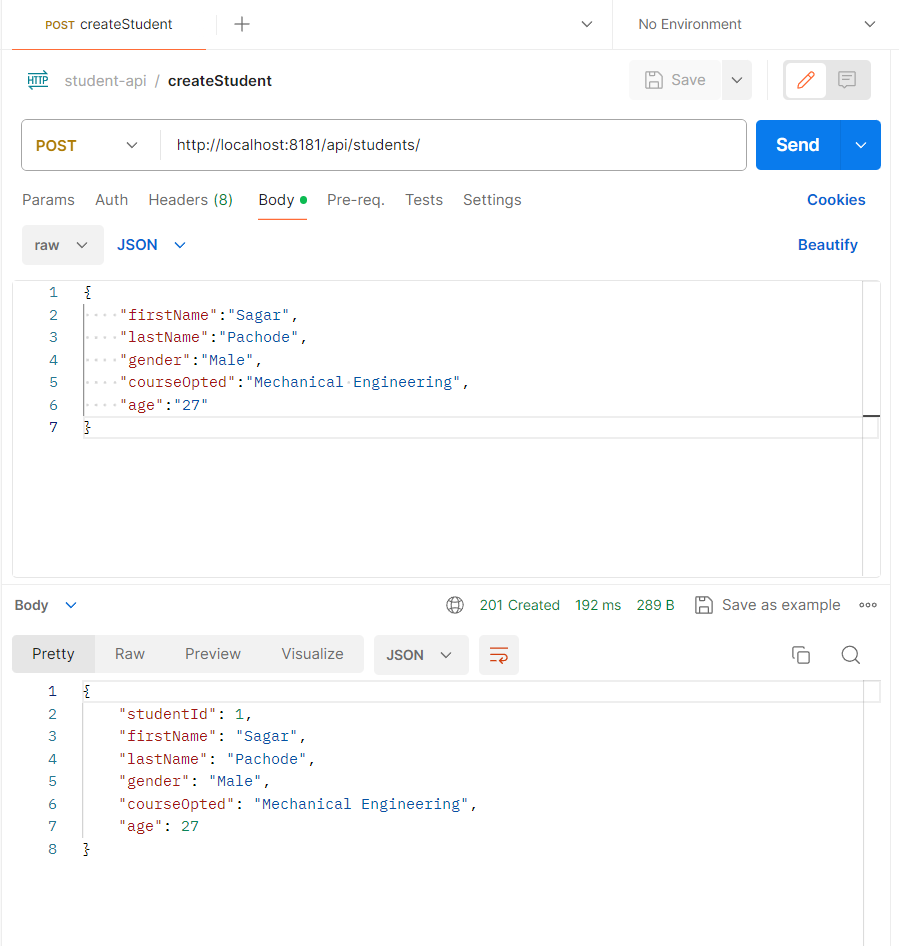 POST createStudent
No Environment
HTTP student-api / createStudent
Save
POST http://localhost:8181/api/students/ Send
Params Auth Headers (8) Body Pre-req. Tests Settings Cookies
raw JSON Beautify
1 {
2 "firstName":"Sagar",
3 "lastName":"Pachode",
4 "gender":"Male",
5 "courseOpted":"Mechanical Engineering",
6 "age":"27"
7 }
Body 201 Created 192 ms 289 B Save as example
Pretty Raw Preview Visualize JSON
1 {
2 "studentId": 1,
3 "firstName": "Sagar",
4 "lastName": "Pachode",
5 "gender": "Male",
6 "courseOpted": "Mechanical Engineering",
7 "age": 27
8 }